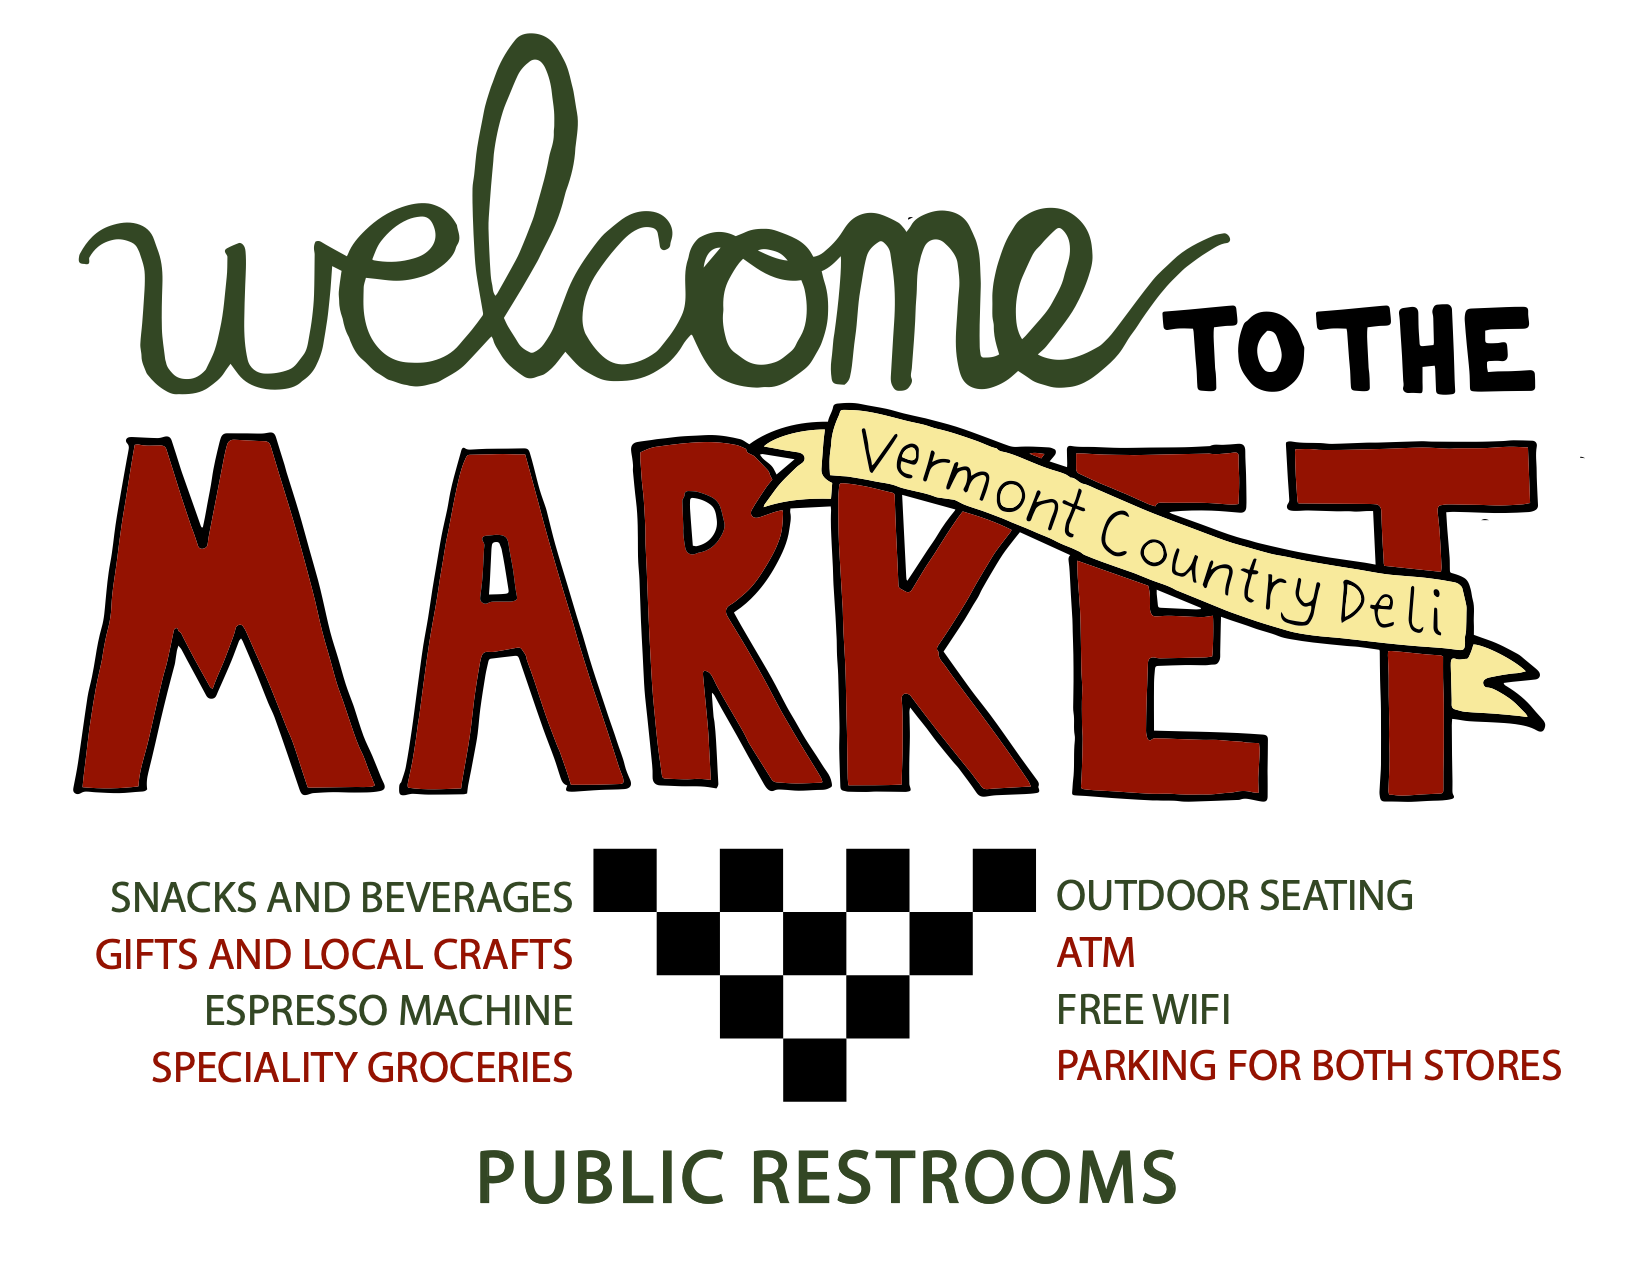 welcome
TO THE
MARKET
Vermont Country Deli
SNACKS AND BEVERAGES
GIFTS AND LOCAL CRAFTS
ESPRESSO MACHINE
SPECIALITY GROCERIES
OUTDOOR SEATING
ATM
FREE WIFI
PARKING FOR BOTH STORES
PUBLIC RESTROOMS